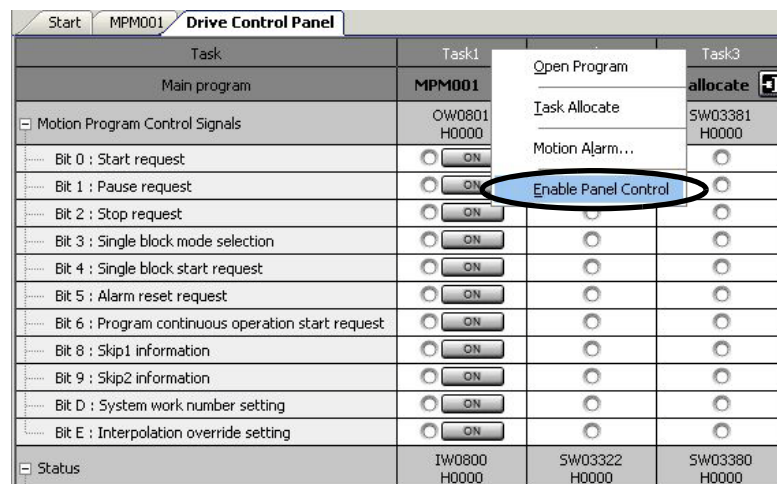 Start MPM001 Drive Control Panel
Task Task1 Task3
Main program MPM001 allocate
Open Program
Task Allocate
Motion Alarm...
Enable Panel Control
Motion Program Control Signals OW0801 H0000 SW03381 H0000
Bit 0 : Start request ON
Bit 1 : Pause request ON
Bit 2 : Stop request ON
Bit 3 : Single block mode selection ON
Bit 4 : Single block start request ON
Bit 5 : Alarm reset request ON
Bit 6 : Program continuous operation start request ON
Bit 8 : Skip1 information ON
Bit 9 : Skip2 information ON
Bit D : System work number setting ON
Bit E : Interpolation override setting ON
Status IW0800 H0000 SW03322 H0000 SW03380 H0000